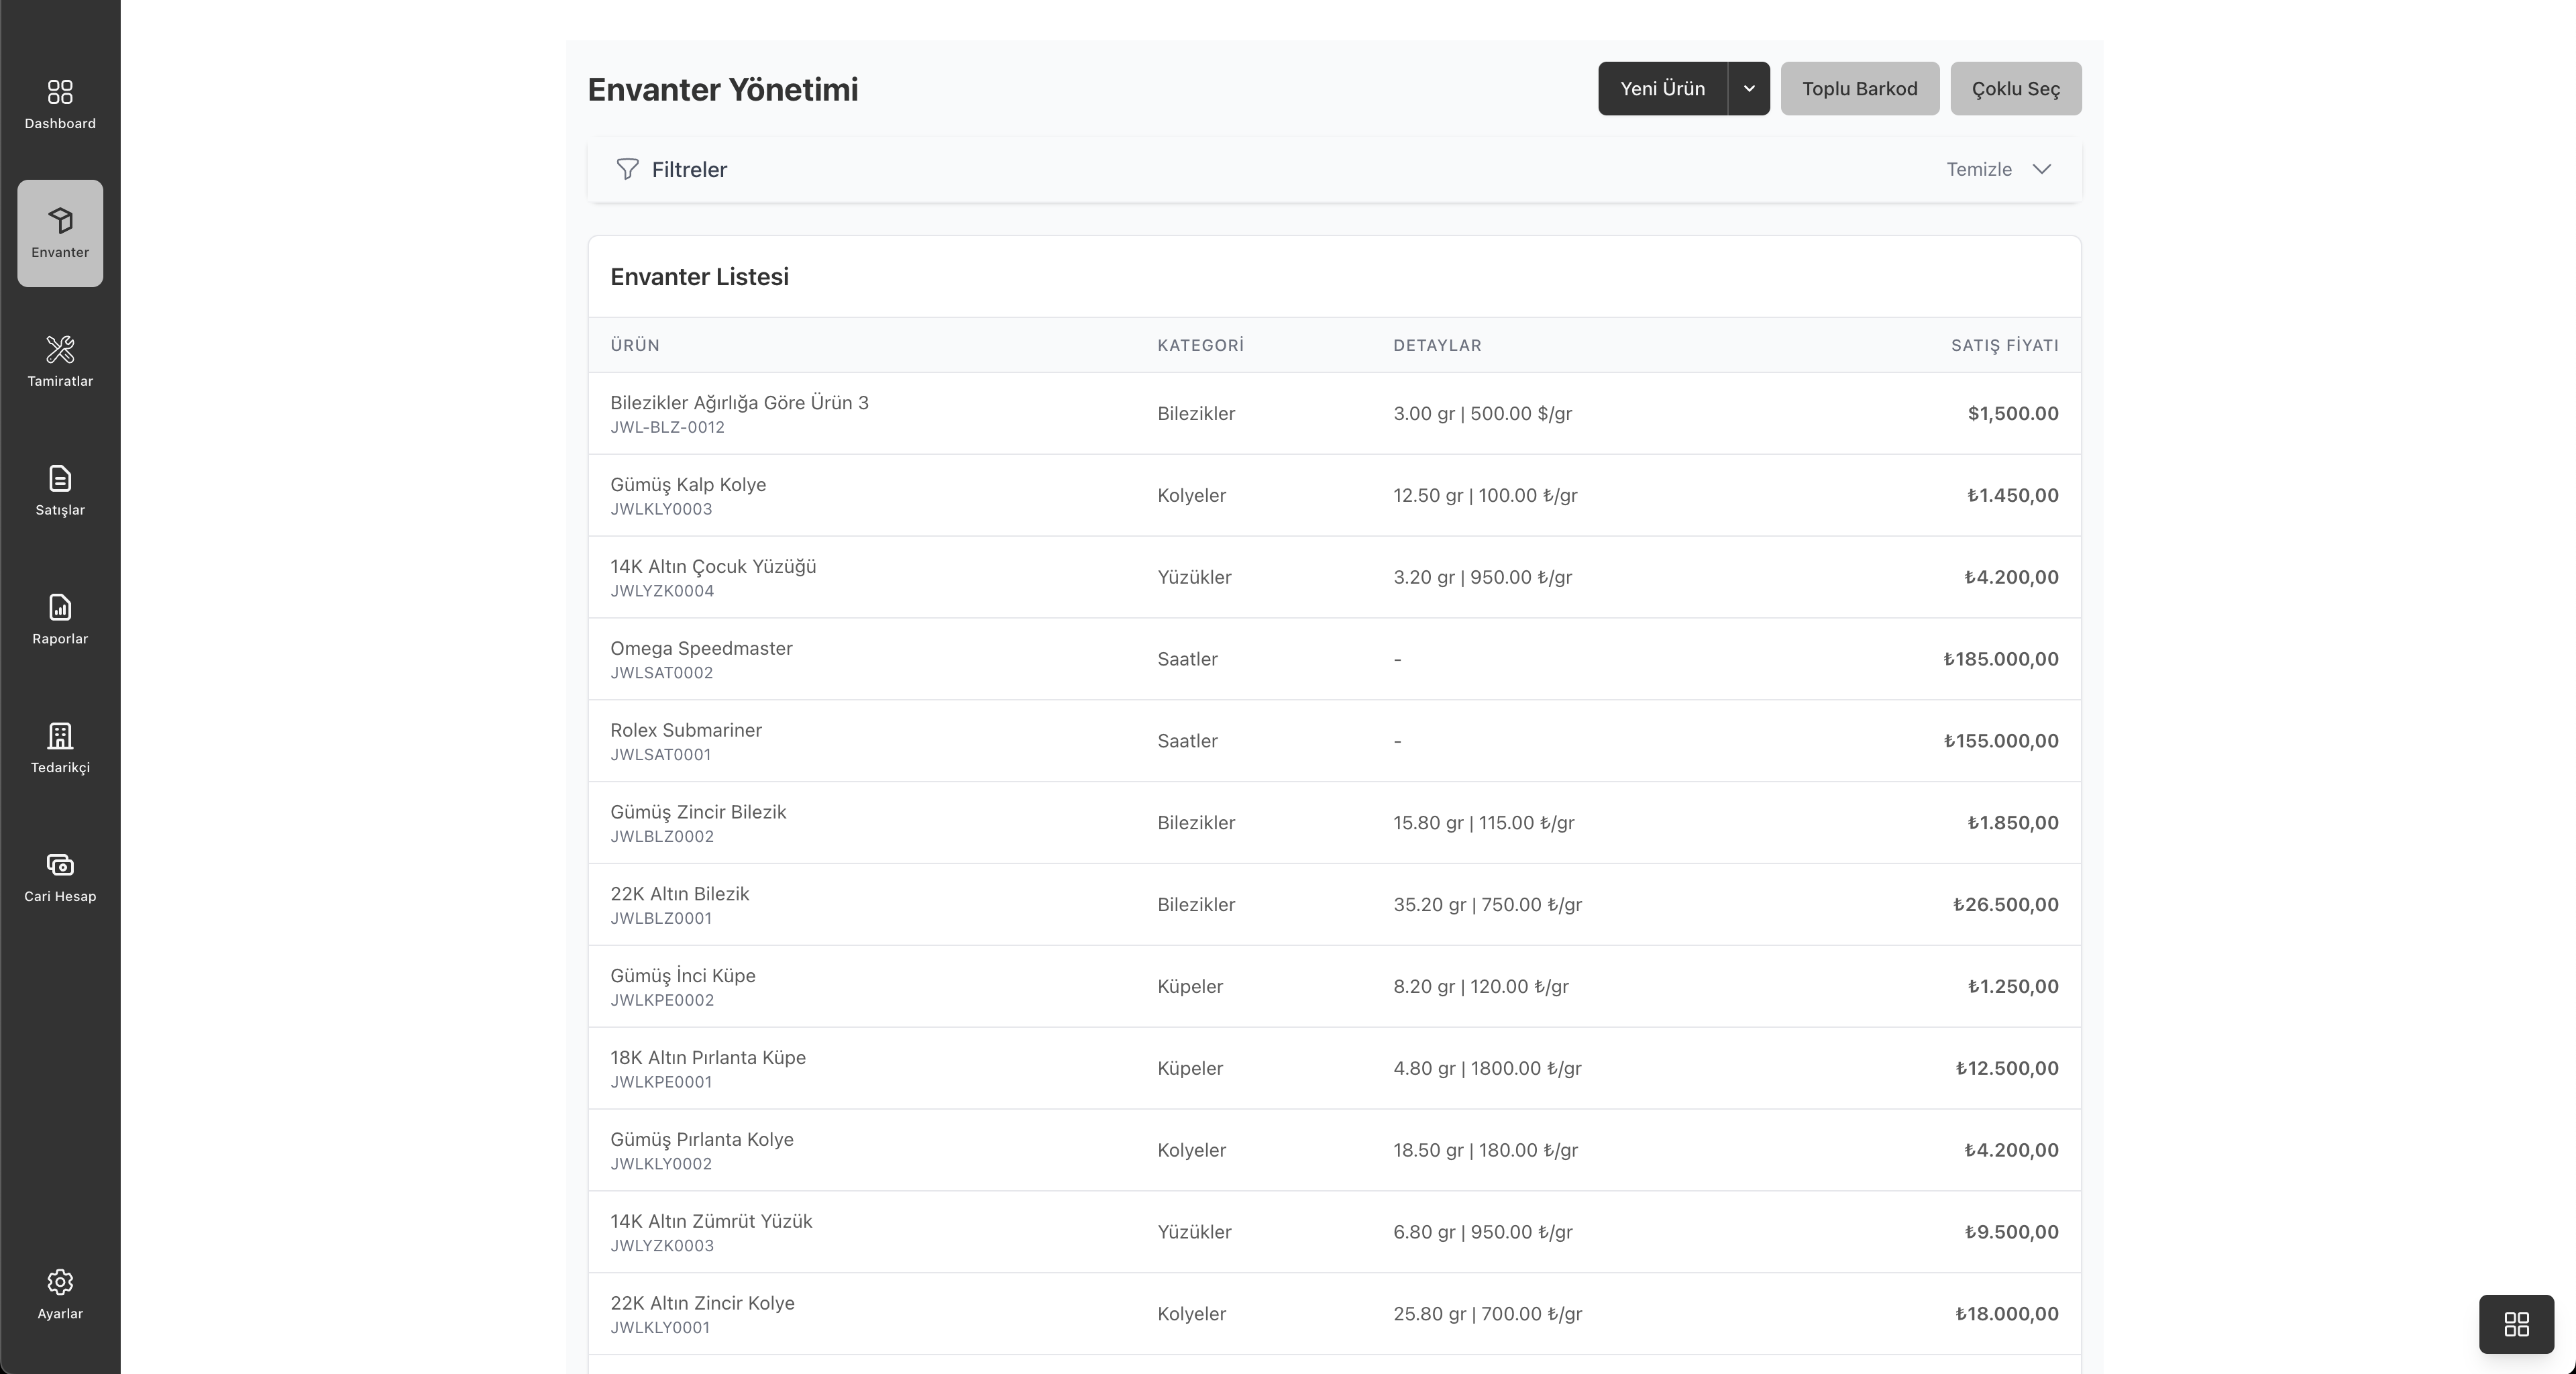 Dashboard
Envanter
Tamiratlar
Satışlar
Raporlar
Tedarikçi
Cari Hesap
Ayarlar
Envanter Yönetimi
Yeni Ürün
Toplu Barkod
Çoklu Seç
Filtreler
Temizle
Envanter Listesi
ÜRÜN KATEGORİ DETAYLAR SATIŞ FİYATI
Bilezikler Ağırlığa Göre Ürün 3
JWL-BLZ-0012
Bilezikler
3.00 gr | 500.00 $/gr
$1,500.00
Gümüş Kalp Kolye
JWLKLY0003
Kolyeler
12.50 gr | 100.00 ₺/gr
₺1.450,00
14K Altın Çocuk Yüzüğü
JWLYZK0004
Yüzükler
3.20 gr | 950.00 ₺/gr
₺4.200,00
Omega Speedmaster
JWLSAT0002
Saatler
-
₺185.000,00
Rolex Submariner
JWLSAT0001
Saatler
-
₺155.000,00
Gümüş Zincir Bilezik
JWLBLZ0002
Bilezikler
15.80 gr | 115.00 ₺/gr
₺1.850,00
22K Altın Bilezik
JWLBLZ0001
Bilezikler
35.20 gr | 750.00 ₺/gr
₺26.500,00
Gümüş İnci Küpe
JWLKPE0002
Küpeler
8.20 gr | 120.00 ₺/gr
₺1.250,00
18K Altın Pırlanta Küpe
JWLKPE0001
Küpeler
4.80 gr | 1800.00 ₺/gr
₺12.500,00
Gümüş Pırlanta Kolye
JWLKLY0002
Kolyeler
18.50 gr | 180.00 ₺/gr
₺4.200,00
14K Altın Zümrüt Yüzük
JWLYZK0003
Yüzükler
6.80 gr | 950.00 ₺/gr
₺9.500,00
22K Altın Zincir Kolye
JWLKLY0001
Kolyeler
25.80 gr | 700.00 ₺/gr
₺18.000,00